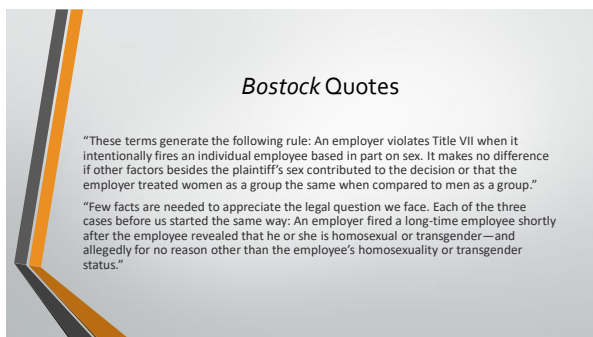 Bostock Quotes
“These terms generate the following rule: An employer violates Title VII when it
intentionally fires an individual employee based in part on sex. It makes no difference
if other factors besides the plaintiff’s sex contributed to the decision or that the
employer treated women as a group the same when compared to men as a group.”
“Few facts are needed to appreciate the legal question we face. Each of the three
cases before us started the same way: An employer fired a long-time employee shortly
after the employee revealed that he or she is homosexual or transgender—and
allegedly for no reason other than the employee’s homosexuality or transgender
status.”